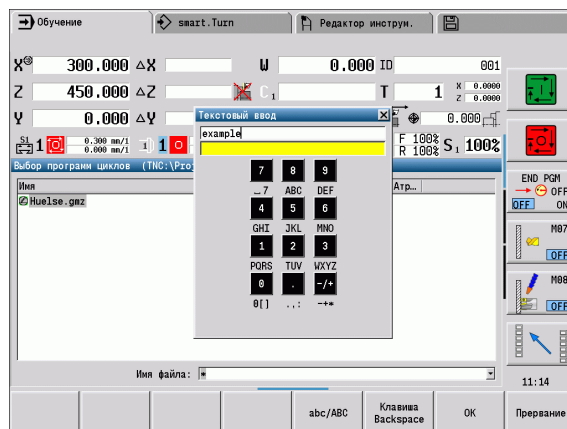 Обучение smart.Turn Редактор инструм.
X 300.000 ΔX W 0.000 ID 001
Z 450.000 ΔZ C1 T 1 X 0.0000
Z 0.0000
Y 0.000 ΔY 0.000
S1 1 0.300 mm/1 0.000 mm/1 1 F 100% R 100% S1 100%
Выбор программ циклов (TNC:\Pro
Имя Атр...
Huelse.gmz
Текстовый ввод
example
7 8 9
_7 ABC DEF
4 5 6
GHI JKL MNO
1 2 3
PQRS TUV WXYZ
0 . -/+
0[] .,: -+*
Имя файла: *
END PGM
OFF
OFF ON
M07
OFF
M08
OFF
11:14
abc/ABC Клавиша Backspace OK Прервание